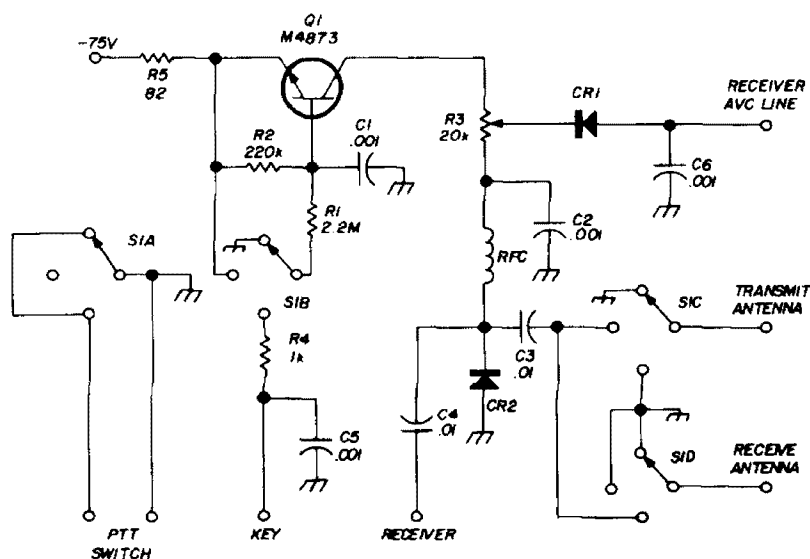 Q1
M4873
-75V
R5
82
R2
220k
C1
.001
R3
20k
CR1
RECEIVER
AVC LINE
C6
.001
R1
2.2M
C2
.001
RFC
S1A
S1B
S1C
TRANSMIT
ANTENNA
R4
1k
C3
.01
CR2
C4
.01
C5
.001
S1D
RECEIVE
ANTENNA
PTT
SWITCH
KEY
RECEIVER